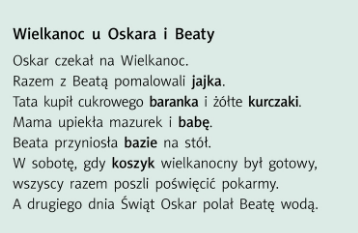 Wielkanoc u Oskara i Beaty
Oskar czekał na Wielkanoc.
Razem z Beatą pomalowali jajka.
Tata kupił cukrowego baranka i żółte kurczaki.
Mama upiekła mazurek i babę.
Beata przyniosła bazie na stół.
W sobotę, gdy koszyk wielkanocny był gotowy,
wszyscy razem poszli poświęcić pokarmy.
A drugiego dnia Świąt Oskar polał Beatę wodą.